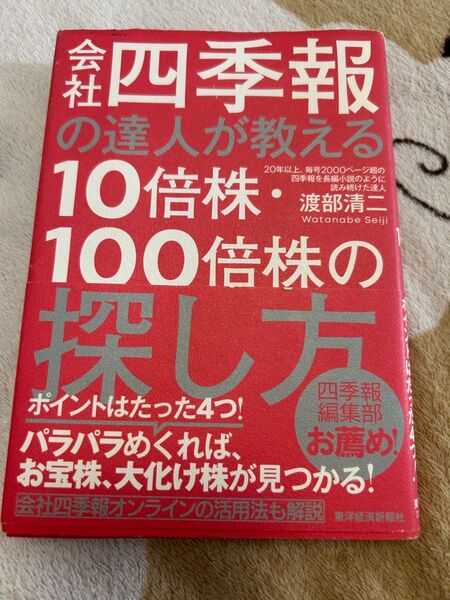 会社四季報
の達人が教える
10倍株・
20年以上、毎号2000ページ超の
四季報を長編小説のように
読み続けた達人
渡部清二
Watanabe Seiji
100倍株の
探し方
ポイントはたった4つ!
パラパラめくれば、
お宝株、大化け株が見つかる!
四季報
編集部
お薦め!
会社四季報オンラインの活用法も解説
東洋経済新報社